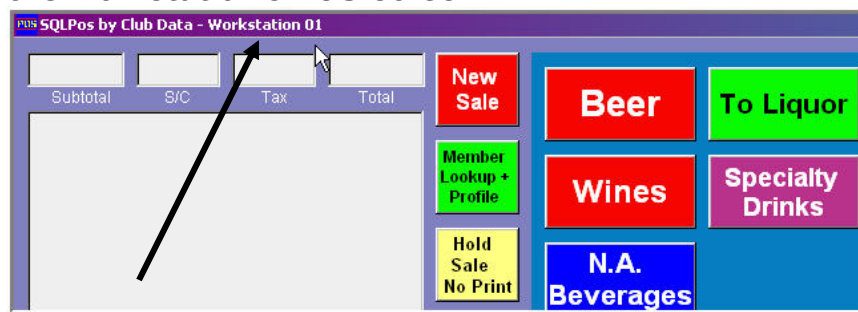 POS SQLPos by Club Data - Workstation 01
Subtotal S/C Tax Total
New
Sale
Member
Lookup +
Profile
Hold
Sale
No Print
Beer
To Liquor
Wines
Specialty
Drinks
N.A.
Beverages